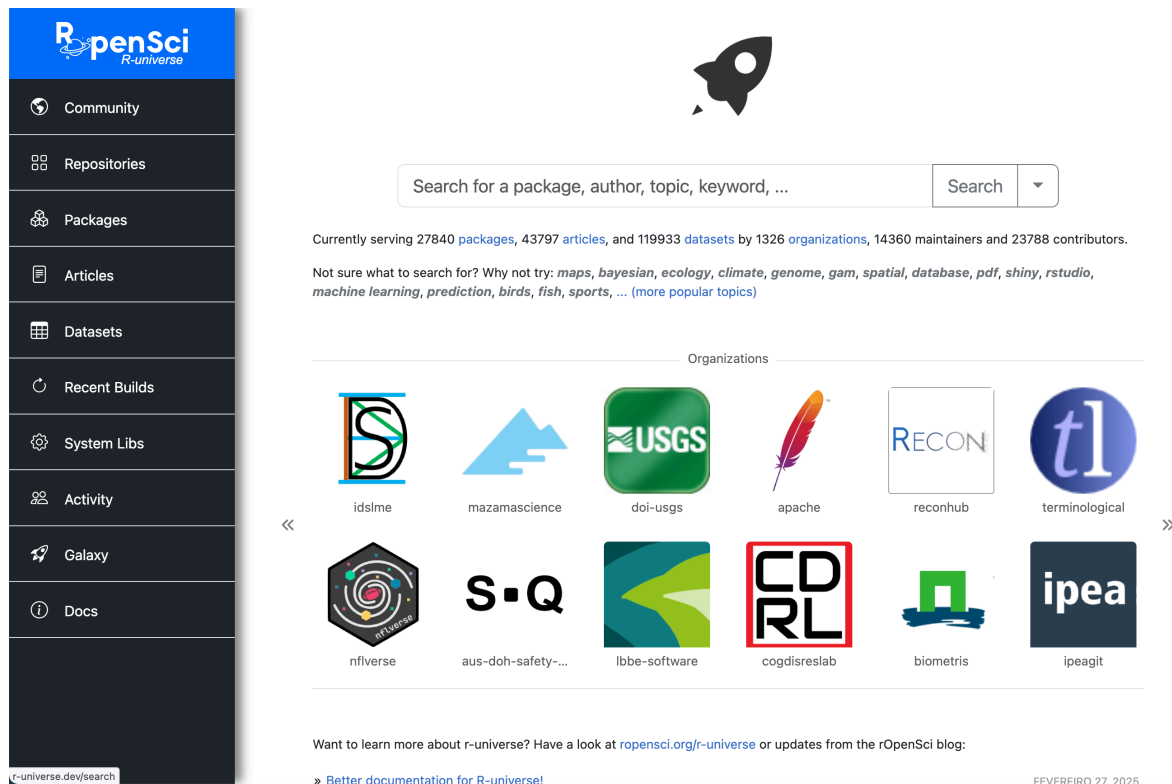 RopenSci
R-universe
Community
Repositories
Packages
Articles
Datasets
Recent Builds
System Libs
Activity
Galaxy
Docs
r-universe.dev/search
Search for a package, author, topic, keyword, ...
Search
Currently serving 27840 packages, 43797 articles, and 119933 datasets by 1326 organizations, 14360 maintainers and 23788 contributors.
Not sure what to search for? Why not try: maps, bayesian, ecology, climate, genome, gam, spatial, database, pdf, shiny, rstudio,
machine learning, prediction, birds, fish, sports, ... (more popular topics)
Organizations
DS
USGS
RECON
tl
idslme
mazamascience
doi-usgs
apache
reconhub
terminological
«
»
nflverse
S▪Q
CD
RL
ipea
nflverse
aus-doh-safety-...
lbbe-software
cogdisreslab
biometris
ipeagit
Want to learn more about r-universe? Have a look at ropensci.org/r-universe or updates from the rOpenSci blog:
» Better documentation for R-universe!
FEVEREIRO 27, 2025